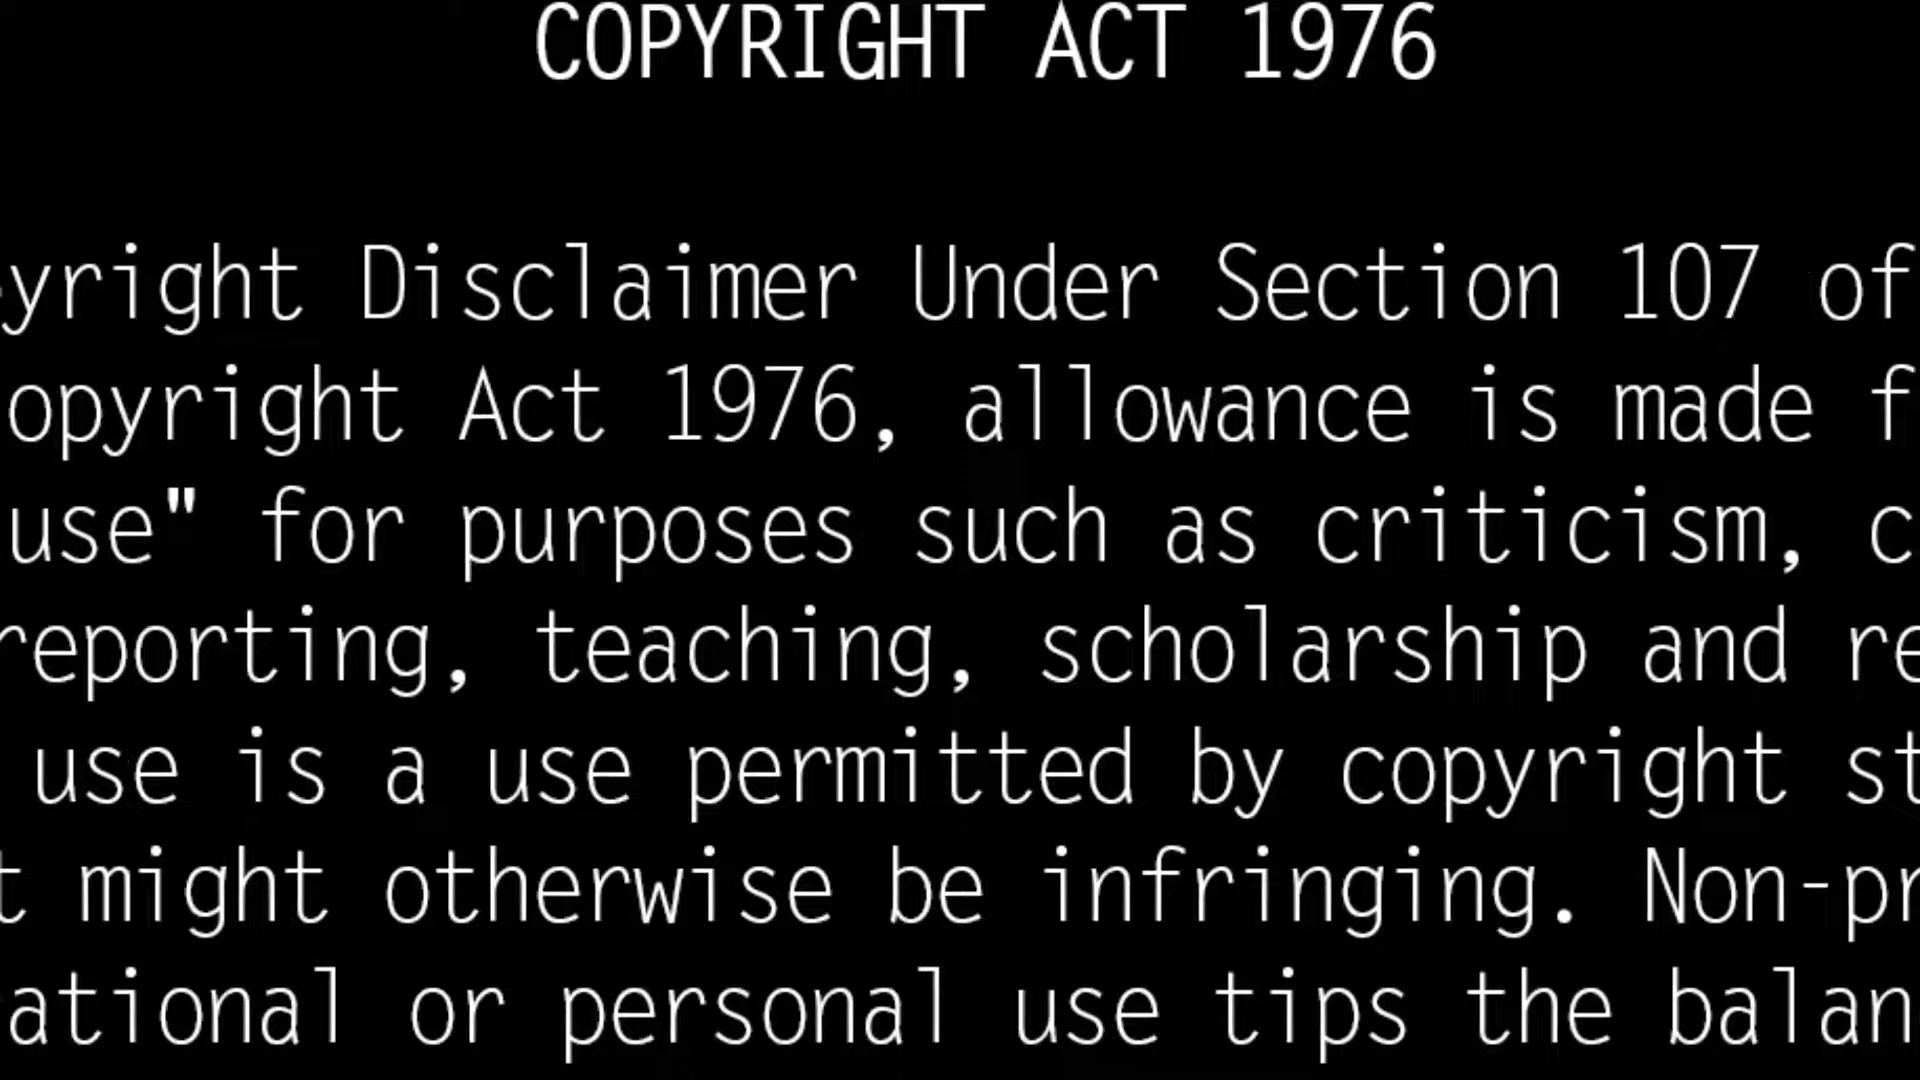 COPYRIGHT ACT 1976
yright Disclaimer Under Section 107 of
opyright Act 1976, allowance is made f
use" for purposes such as criticism, c
reporting, teaching, scholarship and re
use is a use permitted by copyright st
t might otherwise be infringing. Non-pr
ational or personal use tips the balan